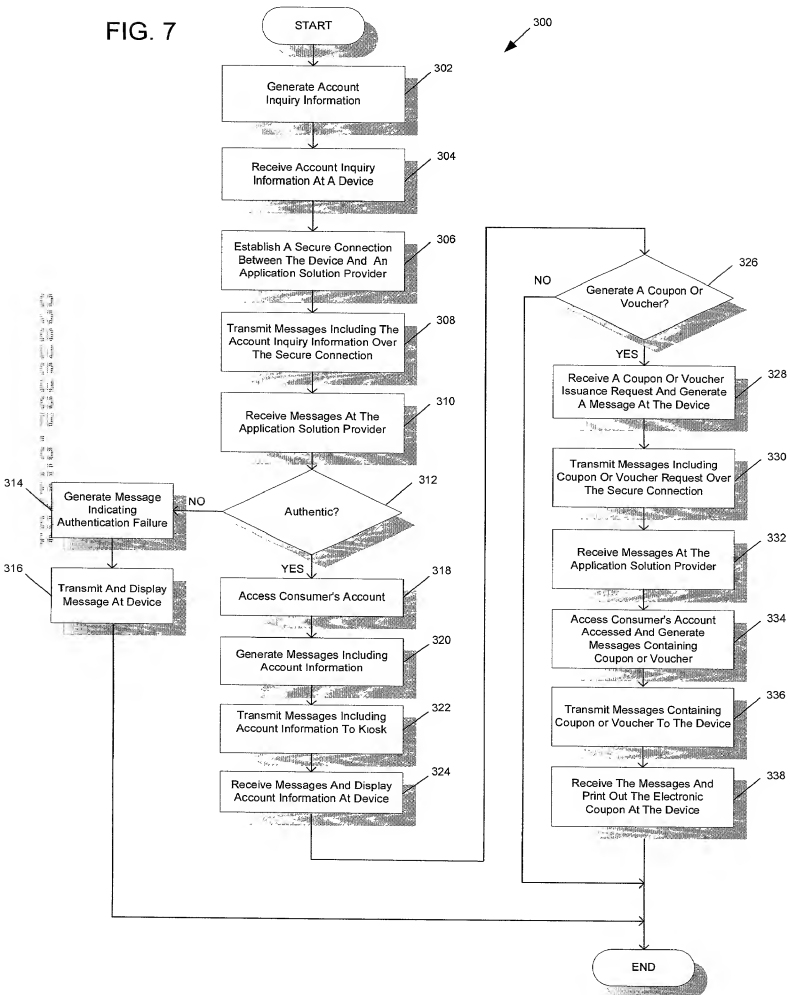 FIG. 7
START
300
302
Generate Account
Inquiry Information
304
Receive Account Inquiry
Information At A Device
306
Establish A Secure Connection
Between The Device And An
Application Solution Provider
308
Transmit Messages Including The
Account Inquiry Information Over
The Secure Connection
310
Receive Messages At The
Application Solution Provider
312
Authentic?
NO
314
Generate Message
Indicating
Authentication Failure
316
Transmit And Display
Message At Device
YES
318
Access Consumer's Account
320
Generate Messages Including
Account Information
322
Transmit Messages Including
Account Information To Kiosk
324
Receive Messages And Display
Account Information At Device
326
NO
Generate A Coupon Or
Voucher?
YES
328
Receive A Coupon Or Voucher
Issuance Request And Generate
A Message At The Device
330
Transmit Messages Including
Coupon Or Voucher Request Over
The Secure Connection
332
Receive Messages At The
Application Solution Provider
334
Access Consumer's Account
Accessed And Generate
Messages Containing
Coupon or Voucher
336
Transmit Messages Containing
Coupon or Voucher To The Device
338
Receive The Messages And
Print Out The Electronic
Coupon At The Device
END